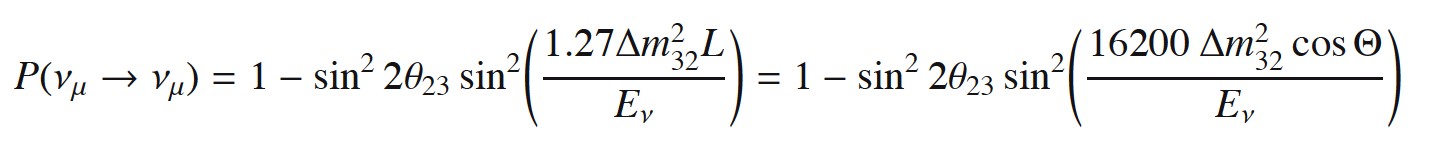 P(ν_μ → ν_μ) = 1 − sin² 2θ₂₃ sin²(1.27Δm²₃₂L / E_ν) = 1 − sin² 2θ₂₃ sin²(16200 Δm²₃₂ cos Θ / E_ν)